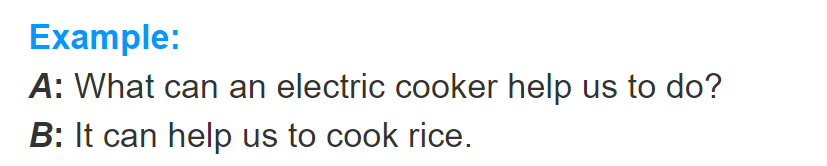 Example:
A: What can an electric cooker help us to do?
B: It can help us to cook rice.